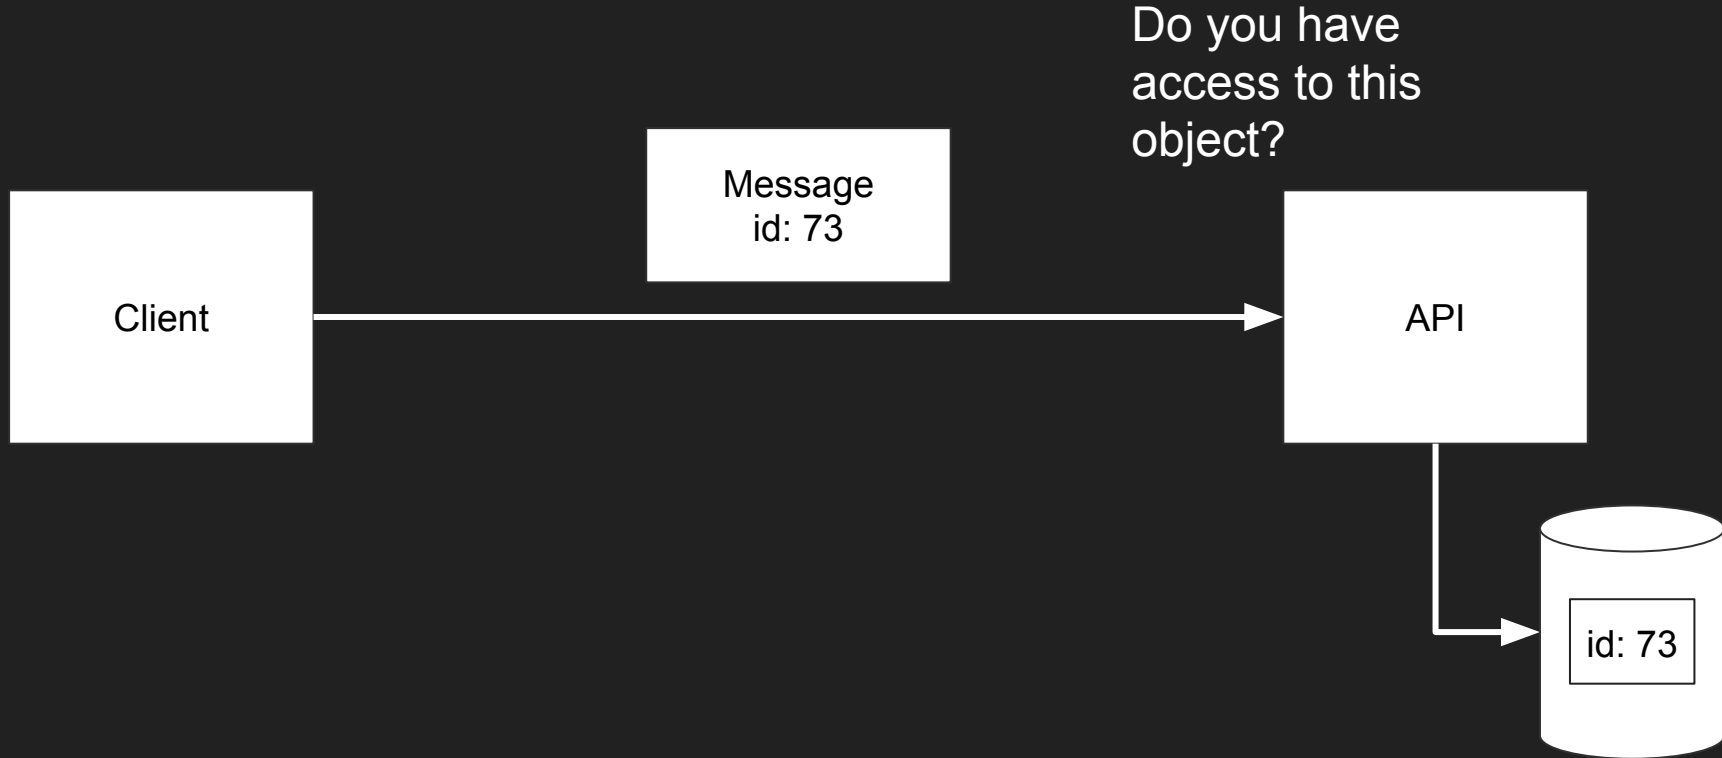 Do you have
access to this
object?
Message
id: 73
Client
API
id: 73